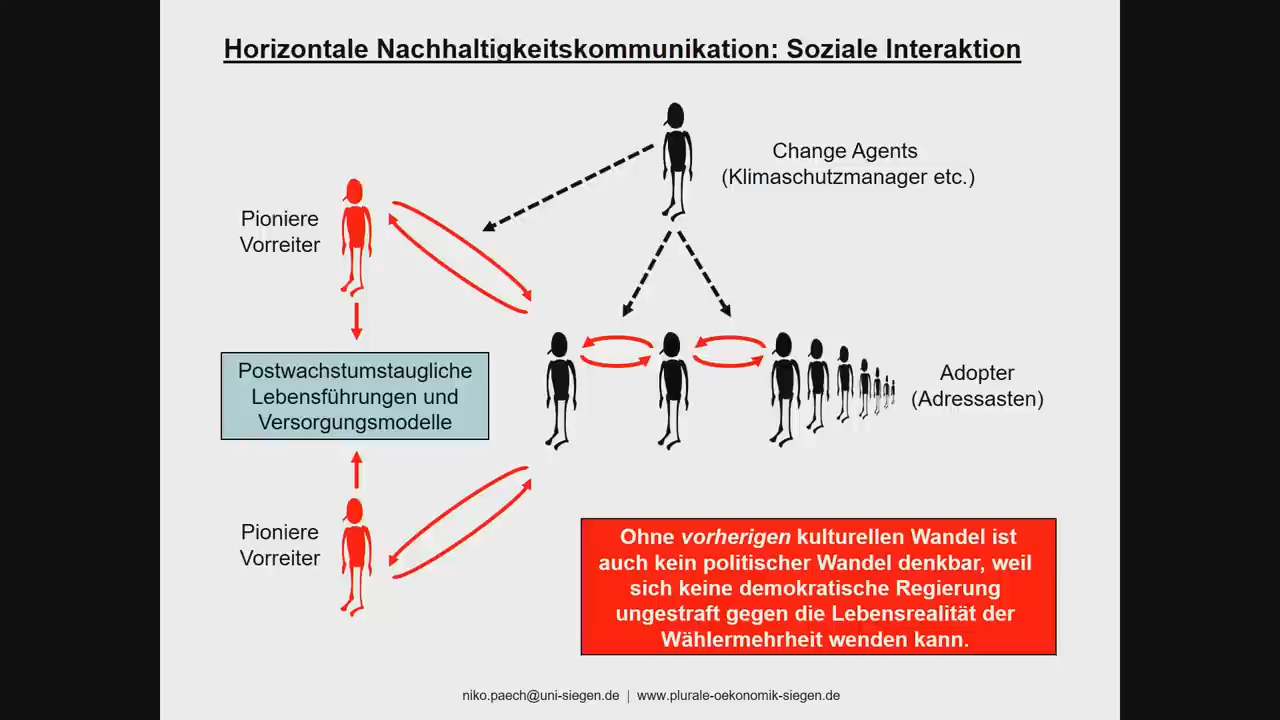 Horizontale Nachhaltigkeitskommunikation: Soziale Interaktion
Change Agents
(Klimaschutzmanager etc.)
Pioniere
Vorreiter
Postwachstumstaugliche
Lebensführungen und
Versorgungsmodelle
Adopter
(Adressasten)
Pioniere
Vorreiter
Ohne vorherigen kulturellen Wandel ist
auch kein politischer Wandel denkbar, weil
sich keine demokratische Regierung
ungestraft gegen die Lebensrealität der
Wählermehrheit wenden kann.
niko.paech@uni-siegen.de | www.plurale-oekonomik-siegen.de